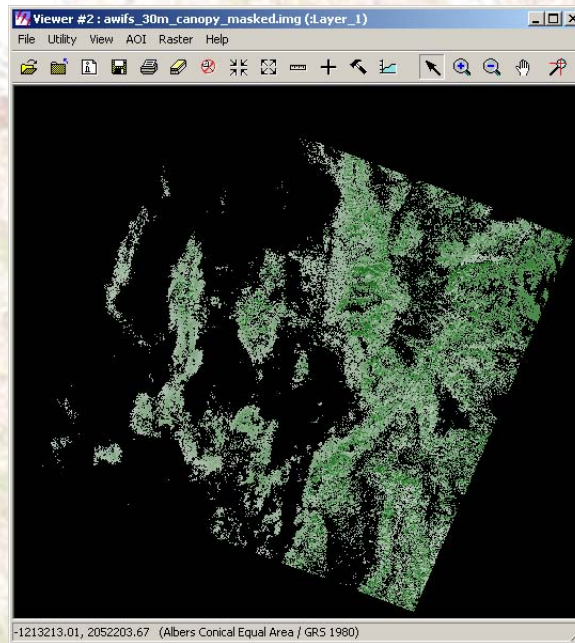 Viewer #2 : awifs_30m_canopy_masked.img (:Layer_1)
File Utility View AOI Raster Help
-1213213.01, 2052203.67 (Albers Conical Equal Area / GRS 1980)